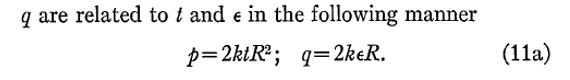 q are related to t and ϵ in the following manner
p=2ktR²; q=2kϵR. (11a)